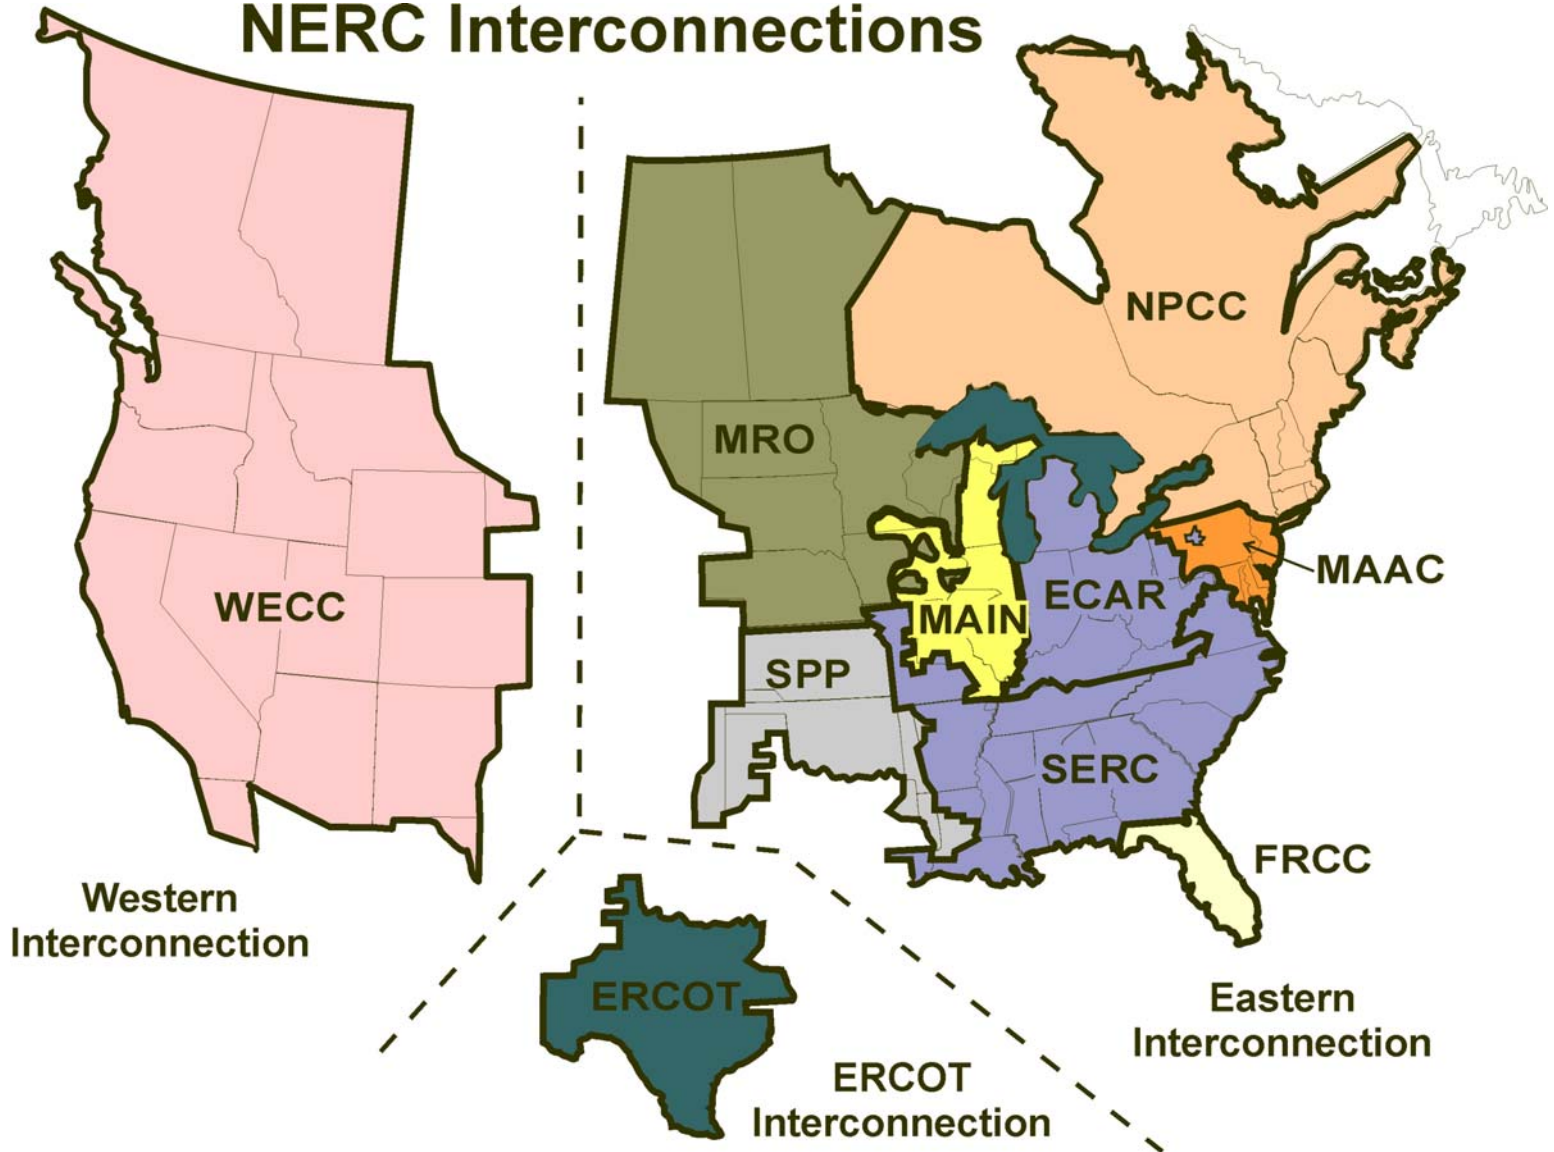 NERC Interconnections
NPCC
MRO
MAAC
WECC
ECAR
MAIN
SPP
SERC
FRCC
Western
Interconnection
ERCOT
Eastern
Interconnection
ERCOT
Interconnection